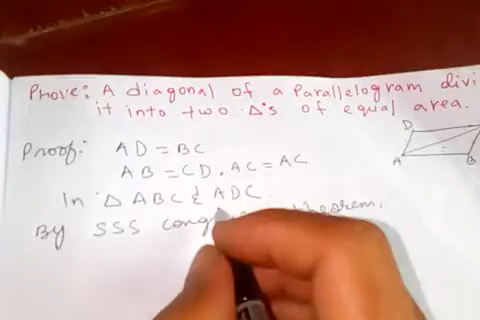 Prove: A diagonal of a Parallelogram divi
it into two Δ's of equal area.
Proof: AD = BC
AB = CD, AC = AC
In Δ ABC & ADC
By SSS theorem,
D
A
B